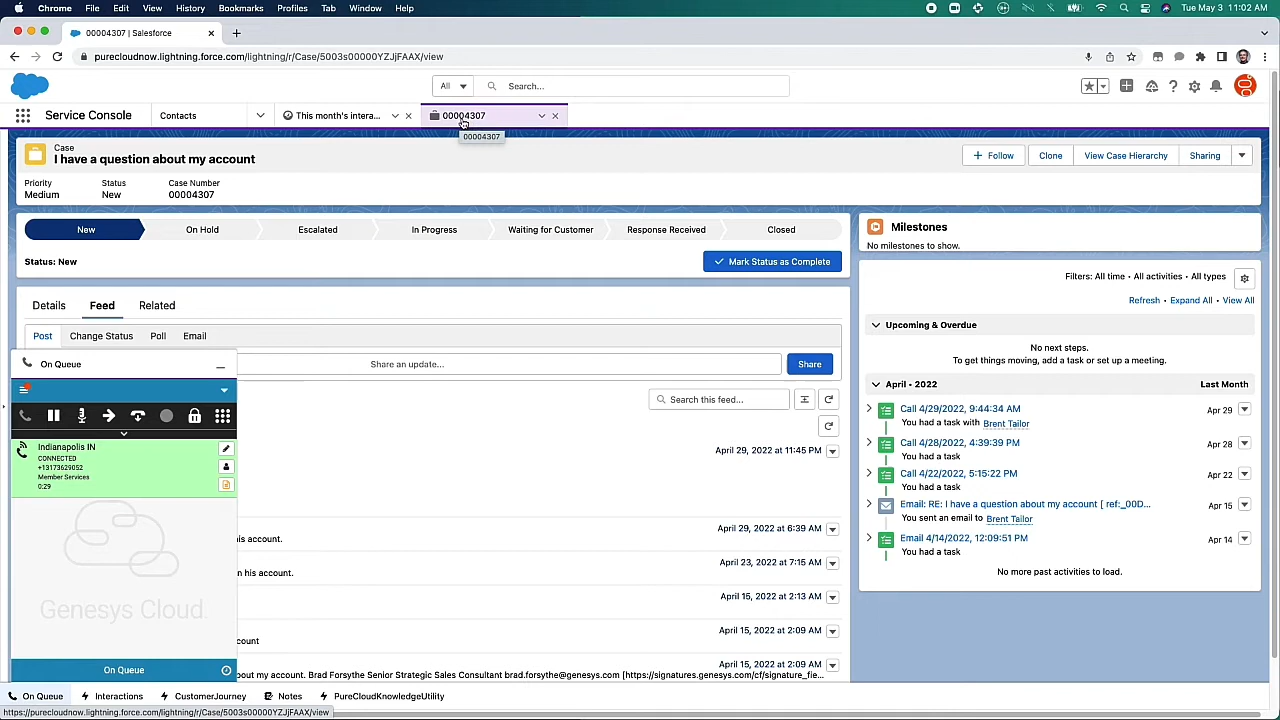 Chrome File Edit View History Bookmarks Profiles Tab Window Help Tue May 3 11:02 AM
00004307 | Salesforce
purecloudnow.lightning.force.com/lightning/r/Case/5003s00000YZJjFAAX/view
All Search...
Service Console Contacts This month's intera... 00004307
00004307
Case
I have a question about my account
Follow Clone View Case Hierarchy Sharing
Priority Status Case Number
Medium New 00004307
New On Hold Escalated In Progress Waiting for Customer Response Received Closed
Status: New Mark Status as Complete
Milestones
No milestones to show.
Filters: All time • All activities • All types
Refresh • Expand All • View All
Details Feed Related
Post Change Status Poll Email
Share an update... Share
Search this feed...
On Queue
Indianapolis IN
CONNECTED
+13173629052
Member Services
0:29
Genesys Cloud
On Queue
April 29, 2022 at 11:45 PM
April 29, 2022 at 6:39 AM
his account.
April 23, 2022 at 7:15 AM
n his account.
April 15, 2022 at 2:13 AM
April 15, 2022 at 2:09 AM
count
April 15, 2022 at 2:09 AM
out my account. Brad Forsythe Senior Strategic Sales Consultant brad.forsythe@genesys.com [https://signatures.genesys.com/cf/signature_fie...
Upcoming & Overdue
No next steps.
To get things moving, add a task or set up a meeting.
April • 2022 Last Month
Call 4/29/2022, 9:44:34 AM Apr 29
You had a task with Brent Tailor
Call 4/28/2022, 4:39:39 PM Apr 28
You had a task
Call 4/22/2022, 5:15:22 PM Apr 22
You had a task
Email: RE: I have a question about my account [ ref:_00D... Apr 15
You sent an email to Brent Tailor
Email 4/14/2022, 12:09:51 PM Apr 14
You had a task
No more past activities to load.
On Queue Interactions CustomerJourney Notes PureCloudKnowledgeUtility
https://purecloudnow.lightning.force.com/lightning/r/Case/5003s00000YZJjFAAX/view